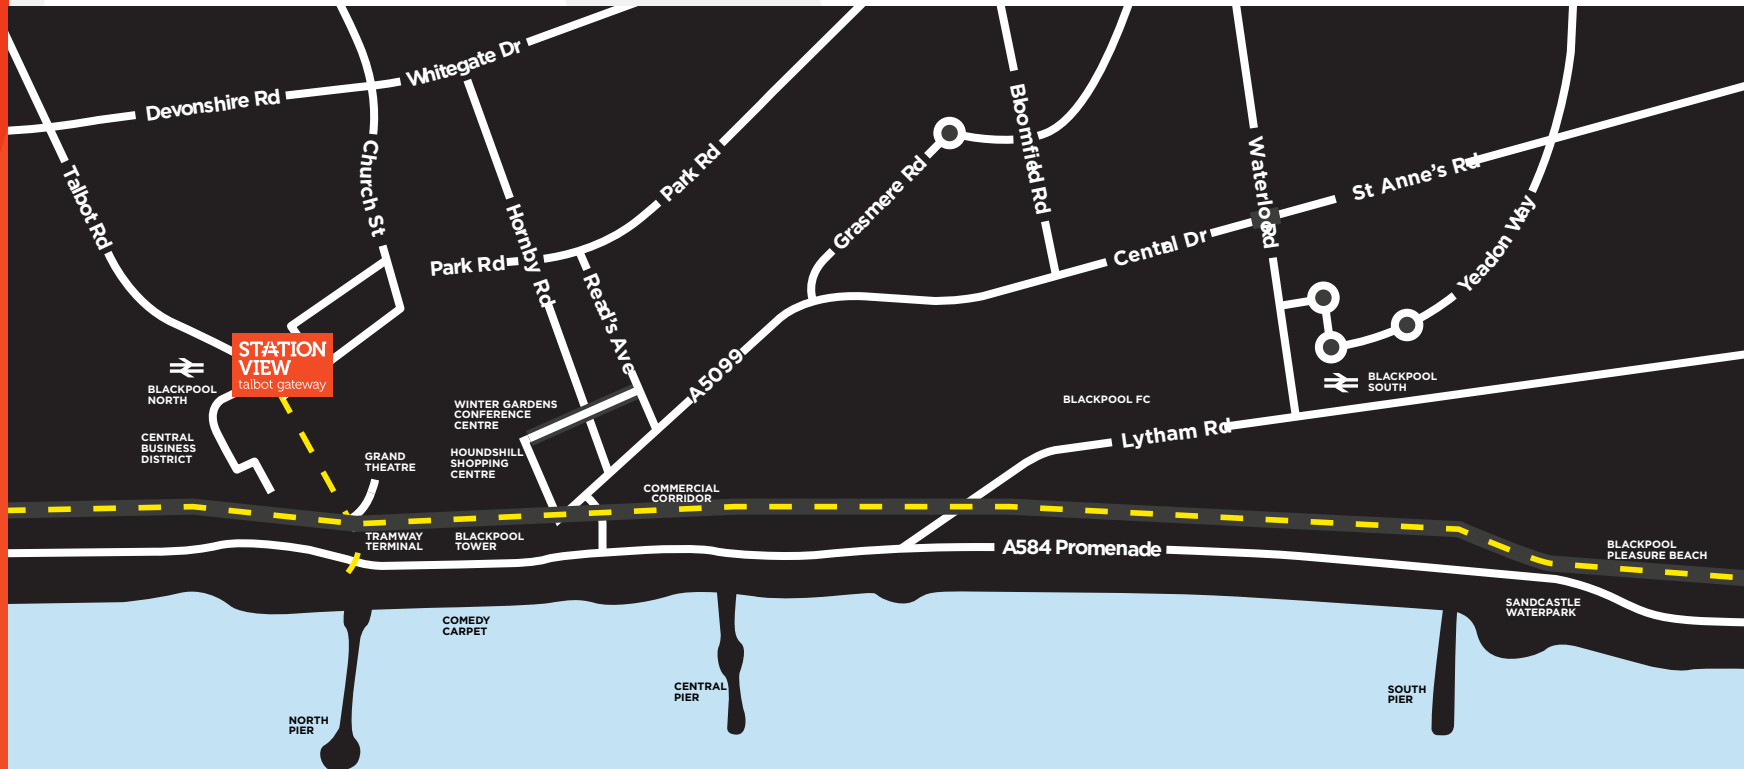 Whitegate Dr
Devonshire Rd
Talbot Rd
Church St
Park Rd
Park Rd
Hornby Rd
Read's Ave
Grasmere Rd
Bloomfield Rd
Waterloo Rd
St Anne's Rd
Central Dr
Yeadon Way
A5099
STATION
VIEW
talbot gateway
BLACKPOOL
NORTH
CENTRAL
BUSINESS
DISTRICT
GRAND
THEATRE
WINTER GARDENS
CONFERENCE
CENTRE
HOUNDSHILL
SHOPPING
CENTRE
BLACKPOOL FC
BLACKPOOL
SOUTH
Lytham Rd
COMMERCIAL
CORRIDOR
TRAMWAY
TERMINAL
BLACKPOOL
TOWER
A584 Promenade
BLACKPOOL
PLEASURE BEACH
SANDCASTLE
WATERPARK
COMEDY
CARPET
CENTRAL
PIER
SOUTH
PIER
NORTH
PIER